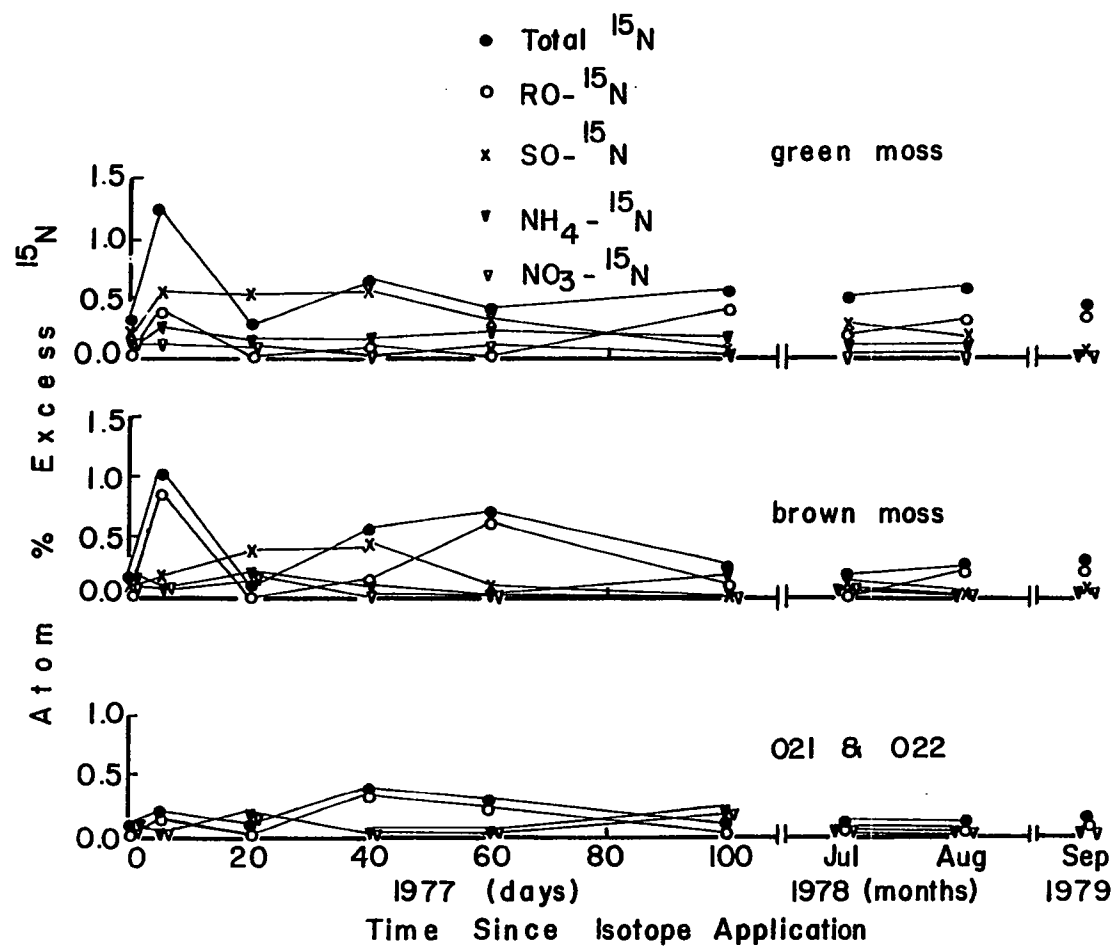 Total 15N
RO-15N
SO-15N
NH4-15N
NO3-15N
green moss
1.5
1.0
0.5
0.0
brown moss
1.5
1.0
0.5
0.0
O21 & O22
1.0
0.5
0.0
Atom % Excess 15N
0 20 40 60 80 100 Jul Aug Sep
1977 (days) 1978 (months) 1979
Time Since Isotope Application